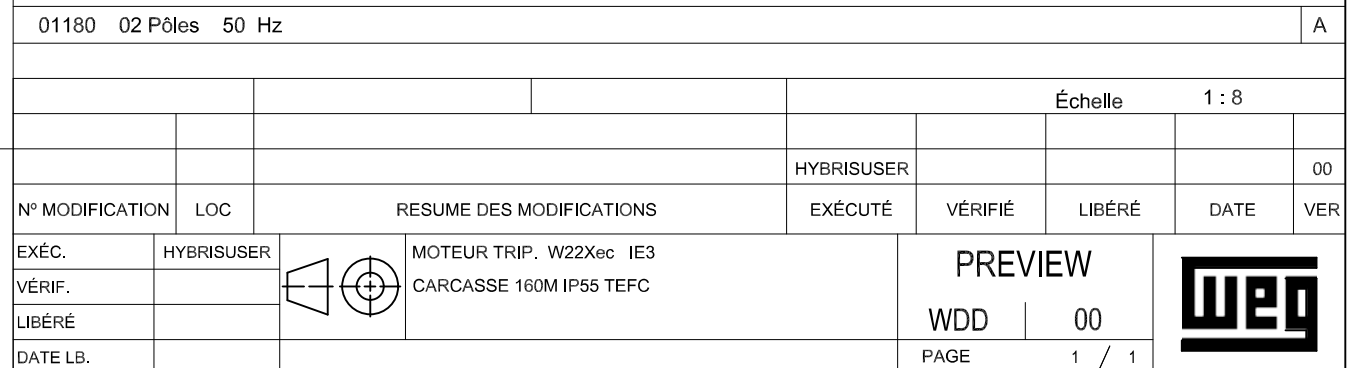 01180 02 Pôles 50 Hz A
Échelle 1 : 8
HYBRISUSER 00
Nº MODIFICATION LOC RESUME DES MODIFICATIONS EXÉCUTÉ VÉRIFIÉ LIBÉRÉ DATE VER
EXÉC. HYBRISUSER MOTEUR TRIP. W22Xec IE3 PREVIEW
VÉRIF. CARCASSE 160M IP55 TEFC
LIBÉRÉ WDD 00
DATE LB. PAGE 1 / 1
weg